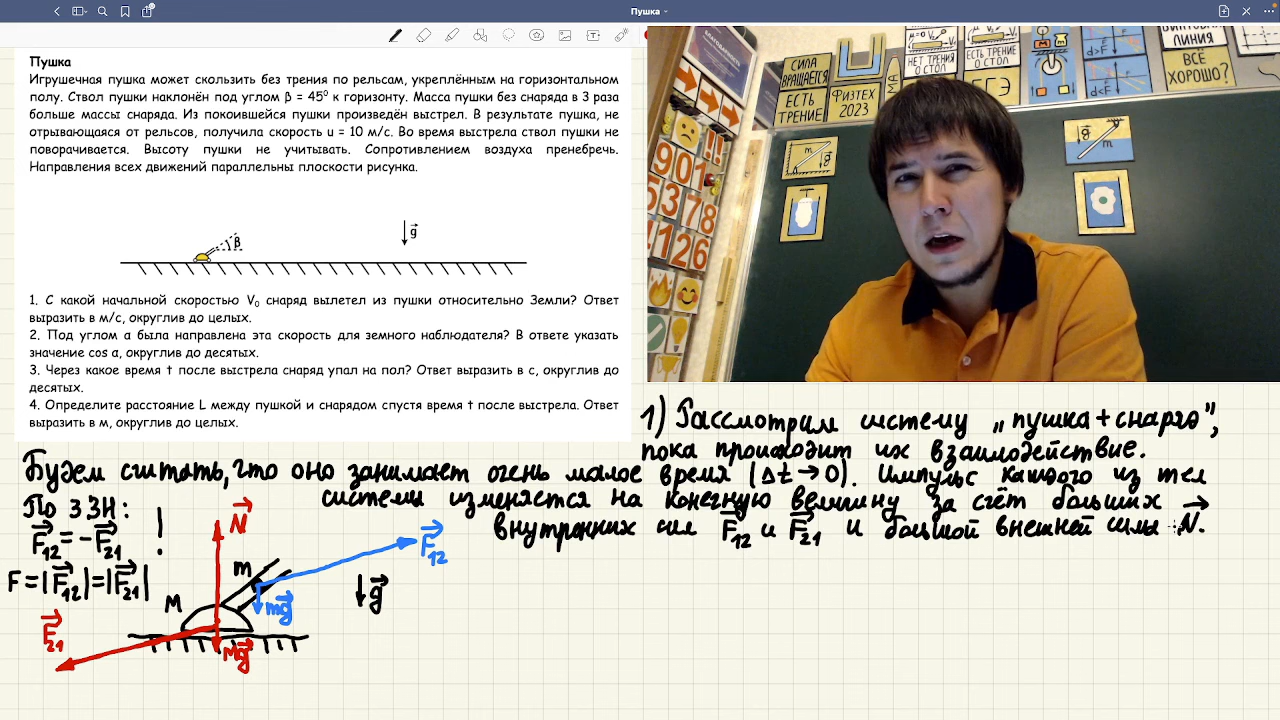 Пушка
Пушка
Игрушечная пушка может скользить без трения по рельсам, укреплённым на горизонтальном
полу. Ствол пушки наклонён под углом β = 45⁰ к горизонту. Масса пушки без снаряда в 3 раза
больше массы снаряда. Из покоившейся пушки произведён выстрел. В результате пушка, не
отрывающаяся от рельсов, получила скорость u = 10 м/с. Во время выстрела ствол пушки не
поворачивается. Высоту пушки не учитывать. Сопротивлением воздуха пренебречь.
Направления всех движений параллельны плоскости рисунка.
β
g
1. С какой начальной скоростью V₀ снаряд вылетел из пушки относительно Земли? Ответ
выразить в м/с, округлив до целых.
2. Под углом α была направлена эта скорость для земного наблюдателя? В ответе указать
значение cos α, округлив до десятых.
3. Через какое время t после выстрела снаряд упал на пол? Ответ выразить в с, округлив до
десятых.
4. Определите расстояние L между пушкой и снарядом спустя время t после выстрела. Ответ
выразить в м, округлив до целых.
БЛАГОДАРНОСТЬ
СИЛА
ВРАЩАЕТСЯ
ЕСТЬ
ТРЕНИЕ
ФИЗТЕХ
2023
МА
НЕТ ТРЕНИЯ
О СТОЛ
ЕСТЬ ТРЕНИЕ
О СТОЛ
M
m
d>F
d<F
ЛИНИЯ
ВСЁ
ХОРОШО?
m
g
g
m
!!
901
5378
126
1) Рассмотрим систему „пушка+снаряд",
пока происходит их взаимодействие.
Будем считать, что оно занимает очень малое время (Δt→0). Импульс каждого из тел
системы изменяется на конечную величину за счёт больших
внутренних сил F₁₂ и F₂₁ и большой внешней силы N.
По 3ЗН:
F₁₂=-F₂₁ !
F=|F₁₂|=|F₂₁|
N
F₁₂
m
mg
g
M
F₂₁
Mg